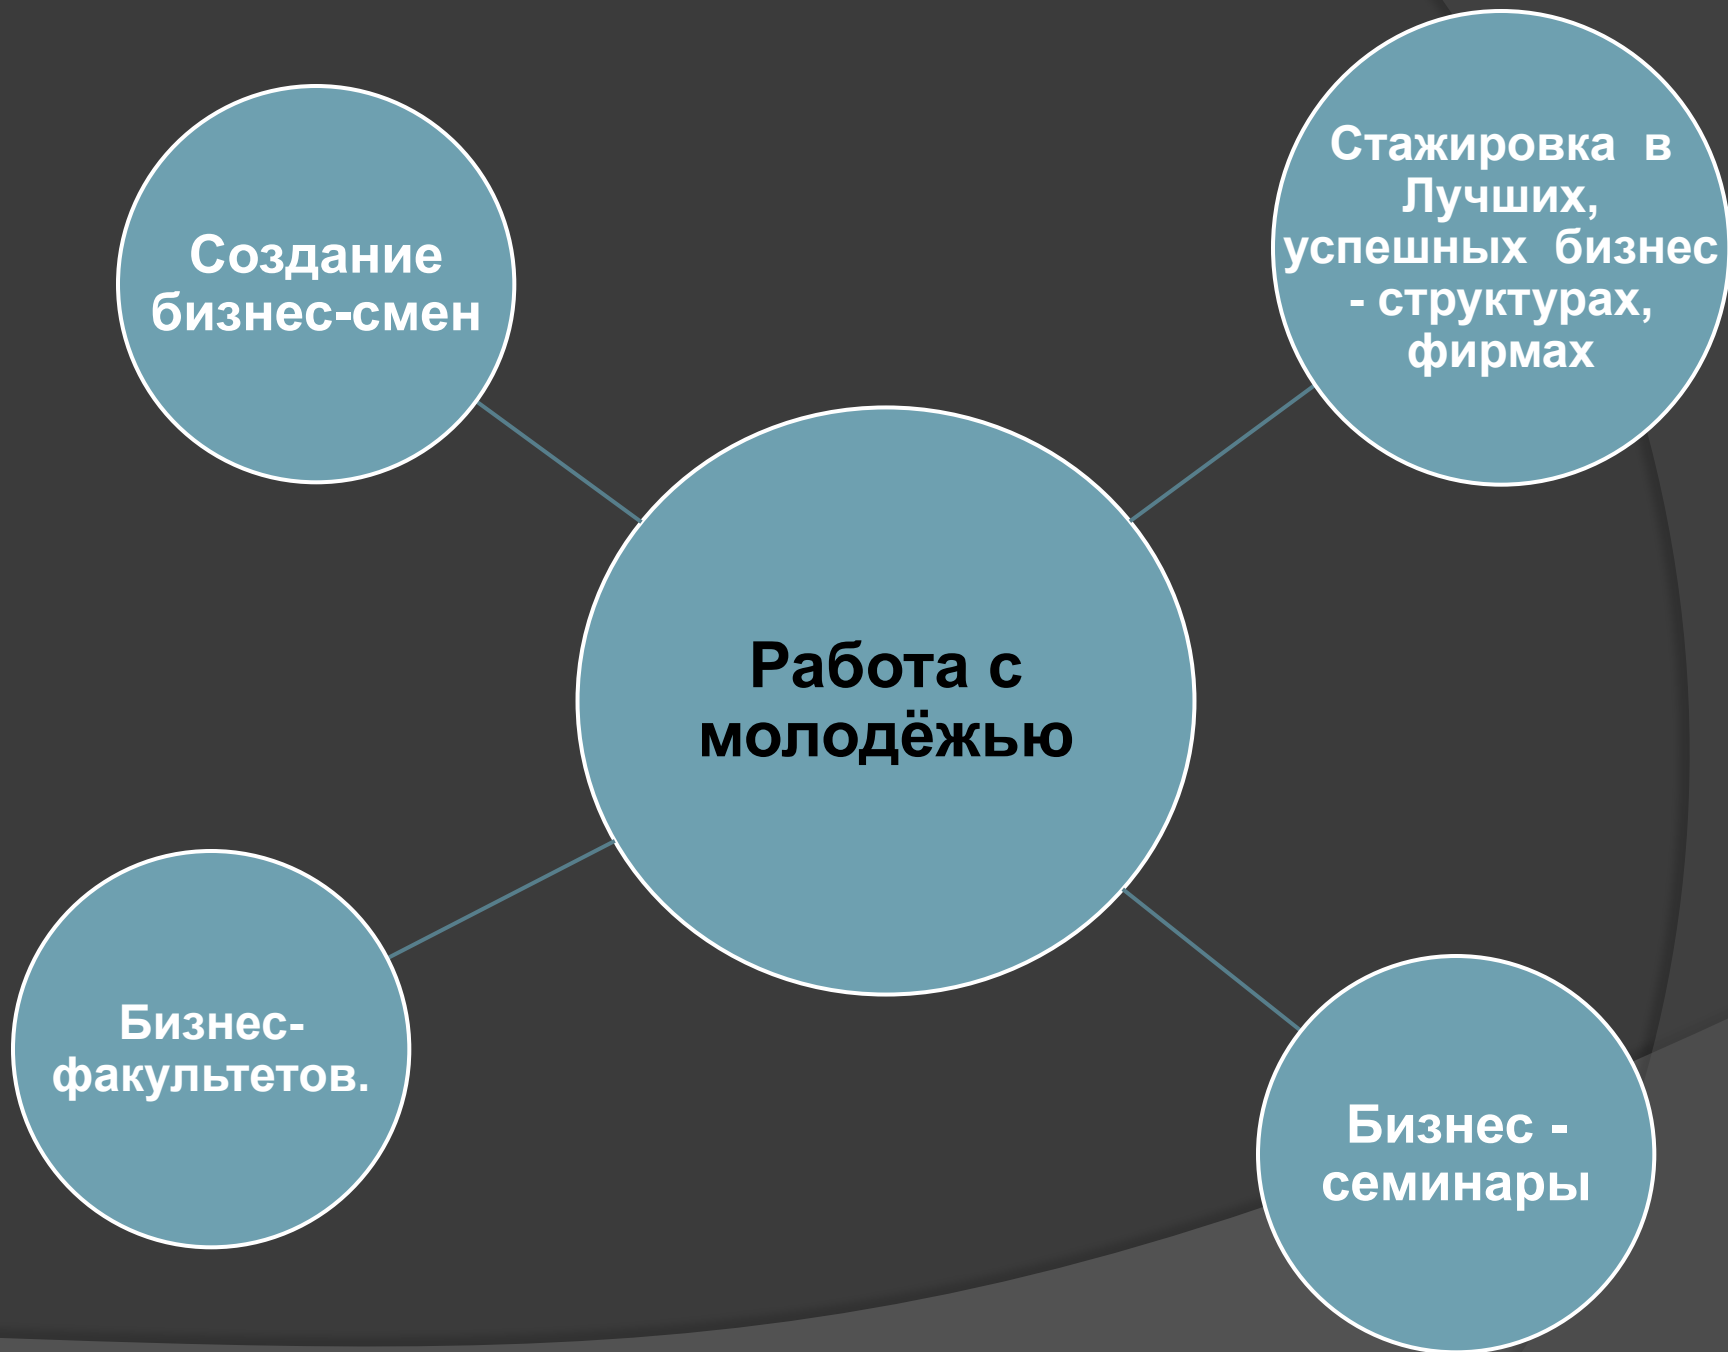 Создание
бизнес-смен
Стажировка в
Лучших,
успешных бизнес
- структурах,
фирмах
Работа с
молодёжью
Бизнес-
факультетов.
Бизнес -
семинары